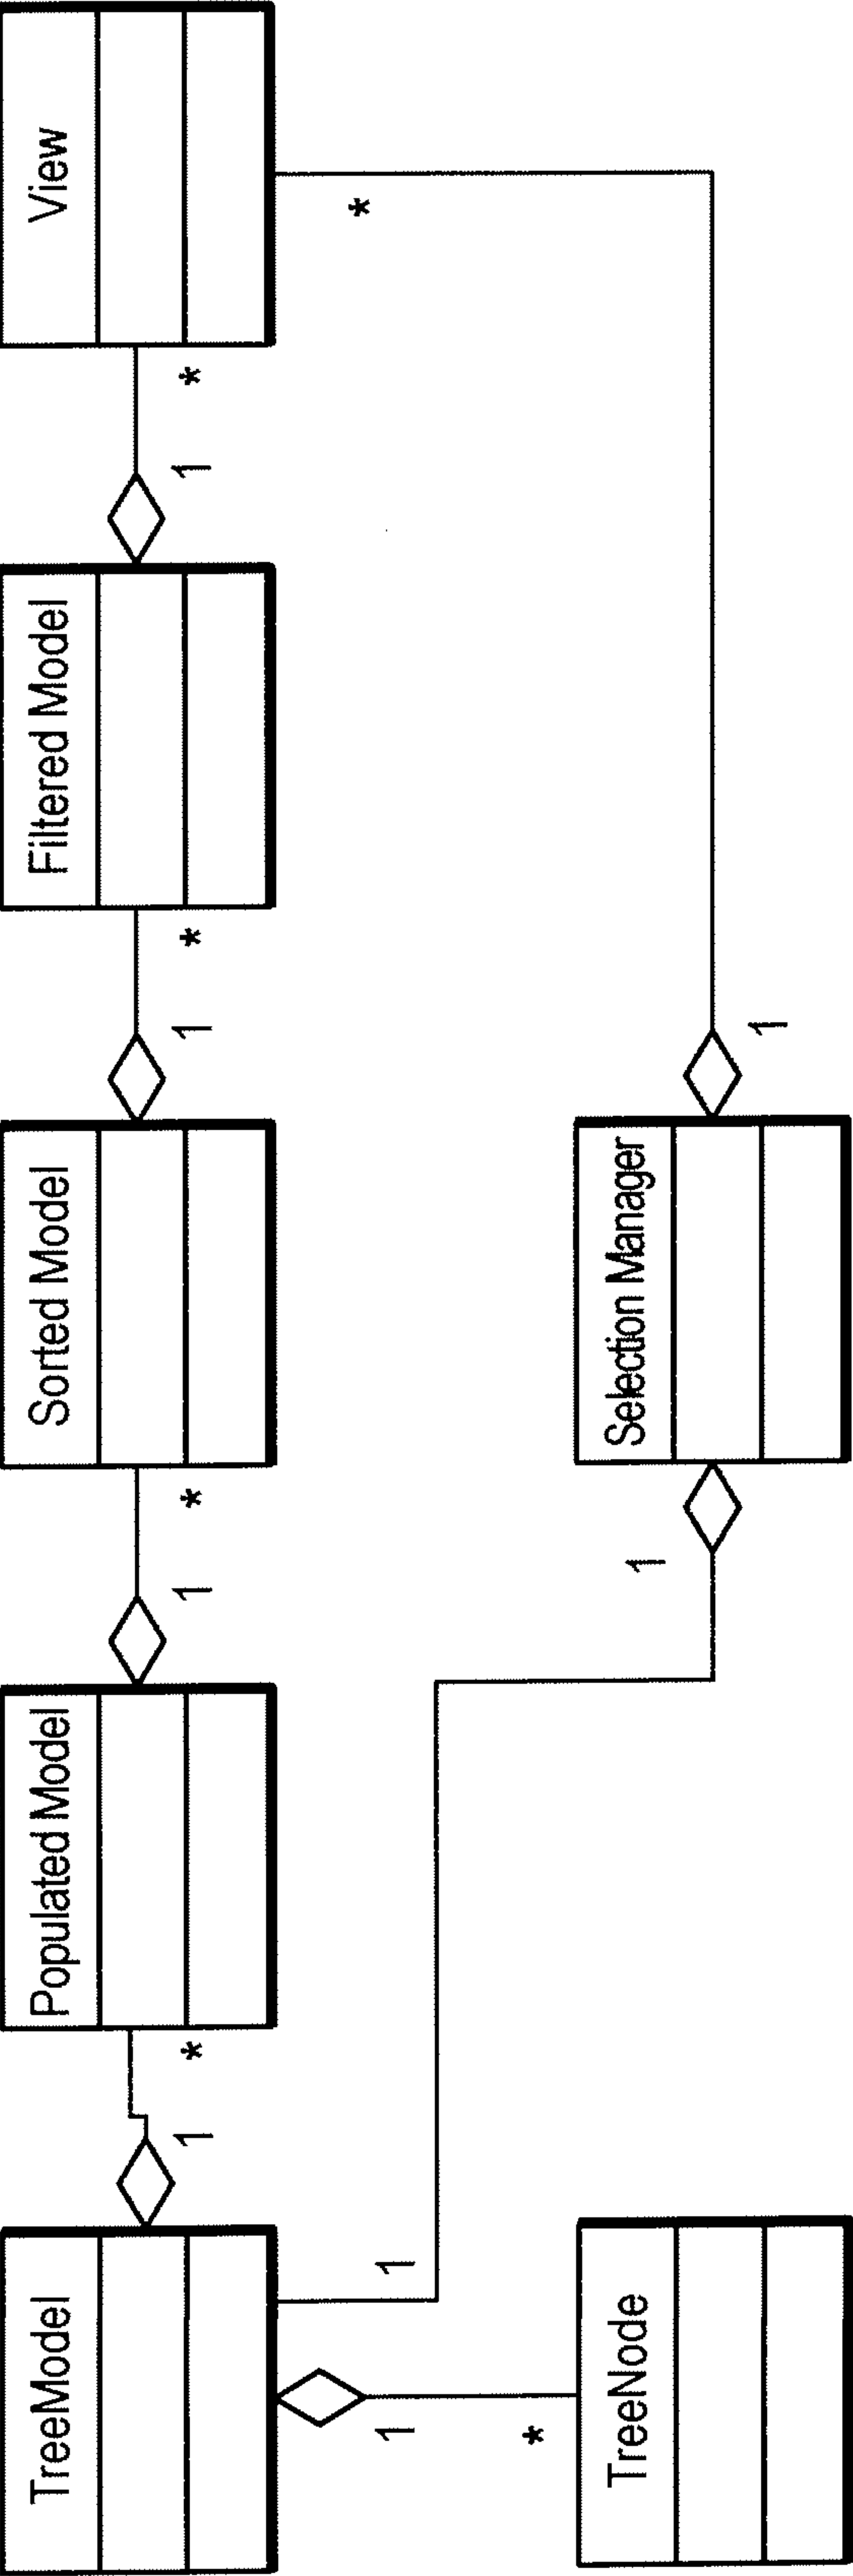 TreeModel
1
*
Populated Model
1
*
Sorted Model
1
*
Filtered Model
1
*
View
*
1
1
*
1
1
TreeNode
Selection Manager